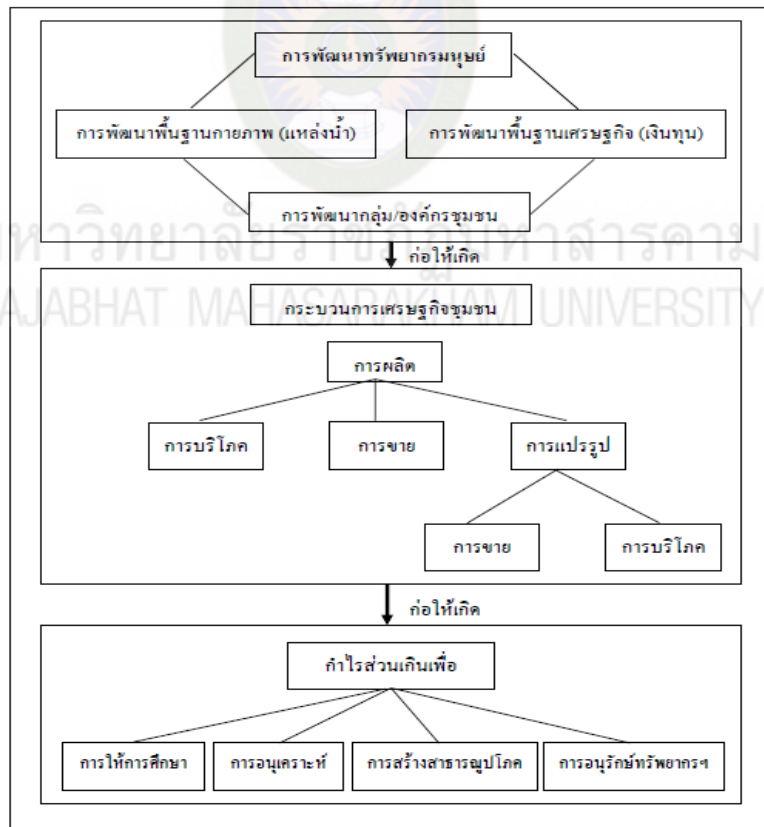 การพัฒนาทรัพยากรมนุษย์
การพัฒนาพื้นฐานกายภาพ (แหล่งน้ำ)
การพัฒนาพื้นฐานเศรษฐกิจ (เงินทุน)
การพัฒนากลุ่ม/องค์กรชุมชน
มหาวิทยาลัยราชภัฏมหาสารคาม
ก่อให้เกิด
กระบวนการเศรษฐกิจชุมชน
RAJABHAT MAHASARAKHAM UNIVERSITY
การผลิต
การบริโภค
การขาย
การแปรรูป
การขาย
การบริโภค
ก่อให้เกิด
กำไรส่วนเกินเพื่อ
การให้การศึกษา
การอนุเคราะห์
การสร้างสาธารณูปโภค
การอนุรักษ์ทรัพยากรฯ